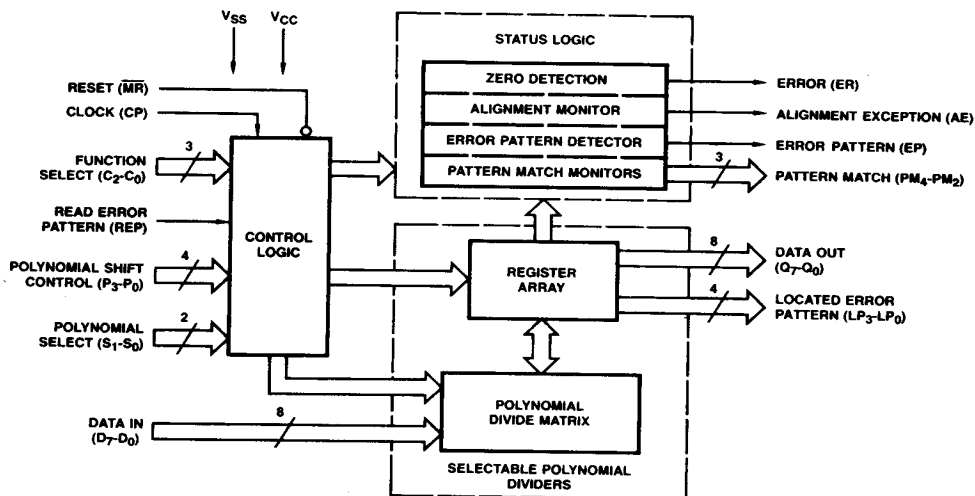 VSS
VCC
RESET (MR)
CLOCK (CP)
3
FUNCTION
SELECT (C2-C0)
READ ERROR
PATTERN (REP)
4
POLYNOMIAL SHIFT
CONTROL (P3-P0)
2
POLYNOMIAL
SELECT (S1-S0)
8
DATA IN
(D7-D0)
CONTROL
LOGIC
STATUS LOGIC
ZERO DETECTION
ALIGNMENT MONITOR
ERROR PATTERN DETECTOR
PATTERN MATCH MONITORS
ERROR (ER)
ALIGNMENT EXCEPTION (AE)
ERROR PATTERN (EP)
3
PATTERN MATCH (PM4-PM2)
REGISTER
ARRAY
8
DATA OUT
(Q7-Q0)
4
LOCATED ERROR
PATTERN (LP3-LP0)
POLYNOMIAL
DIVIDE MATRIX
SELECTABLE POLYNOMIAL
DIVIDERS